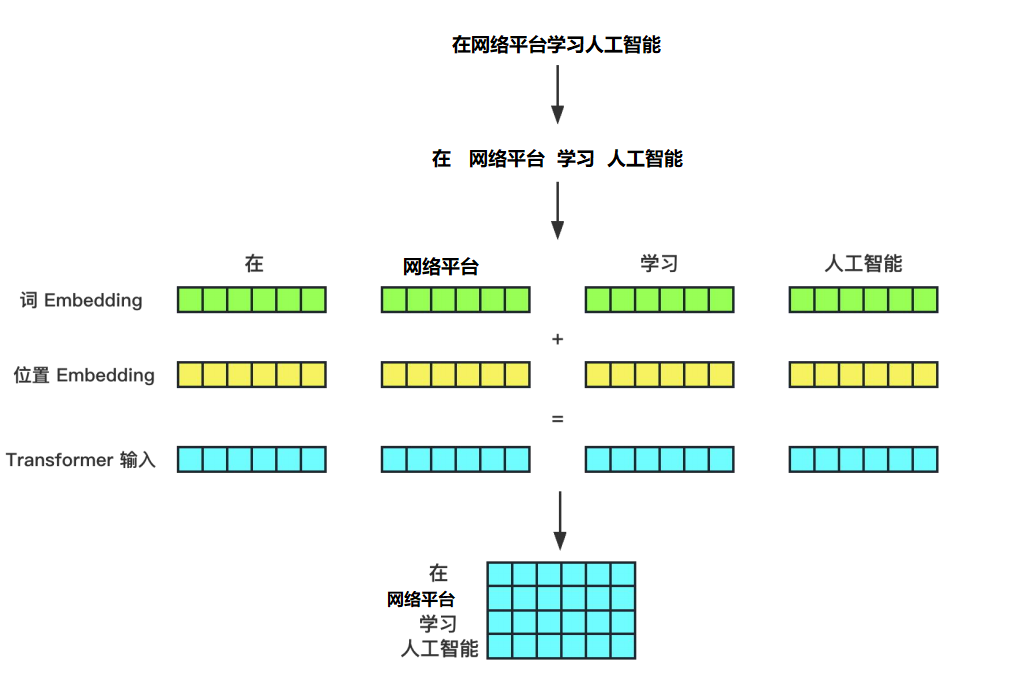 在网络平台学习人工智能
在 网络平台 学习 人工智能
在 网络平台 学习 人工智能
词 Embedding
+
位置 Embedding
=
Transformer 输入
在
网络平台
学习
人工智能